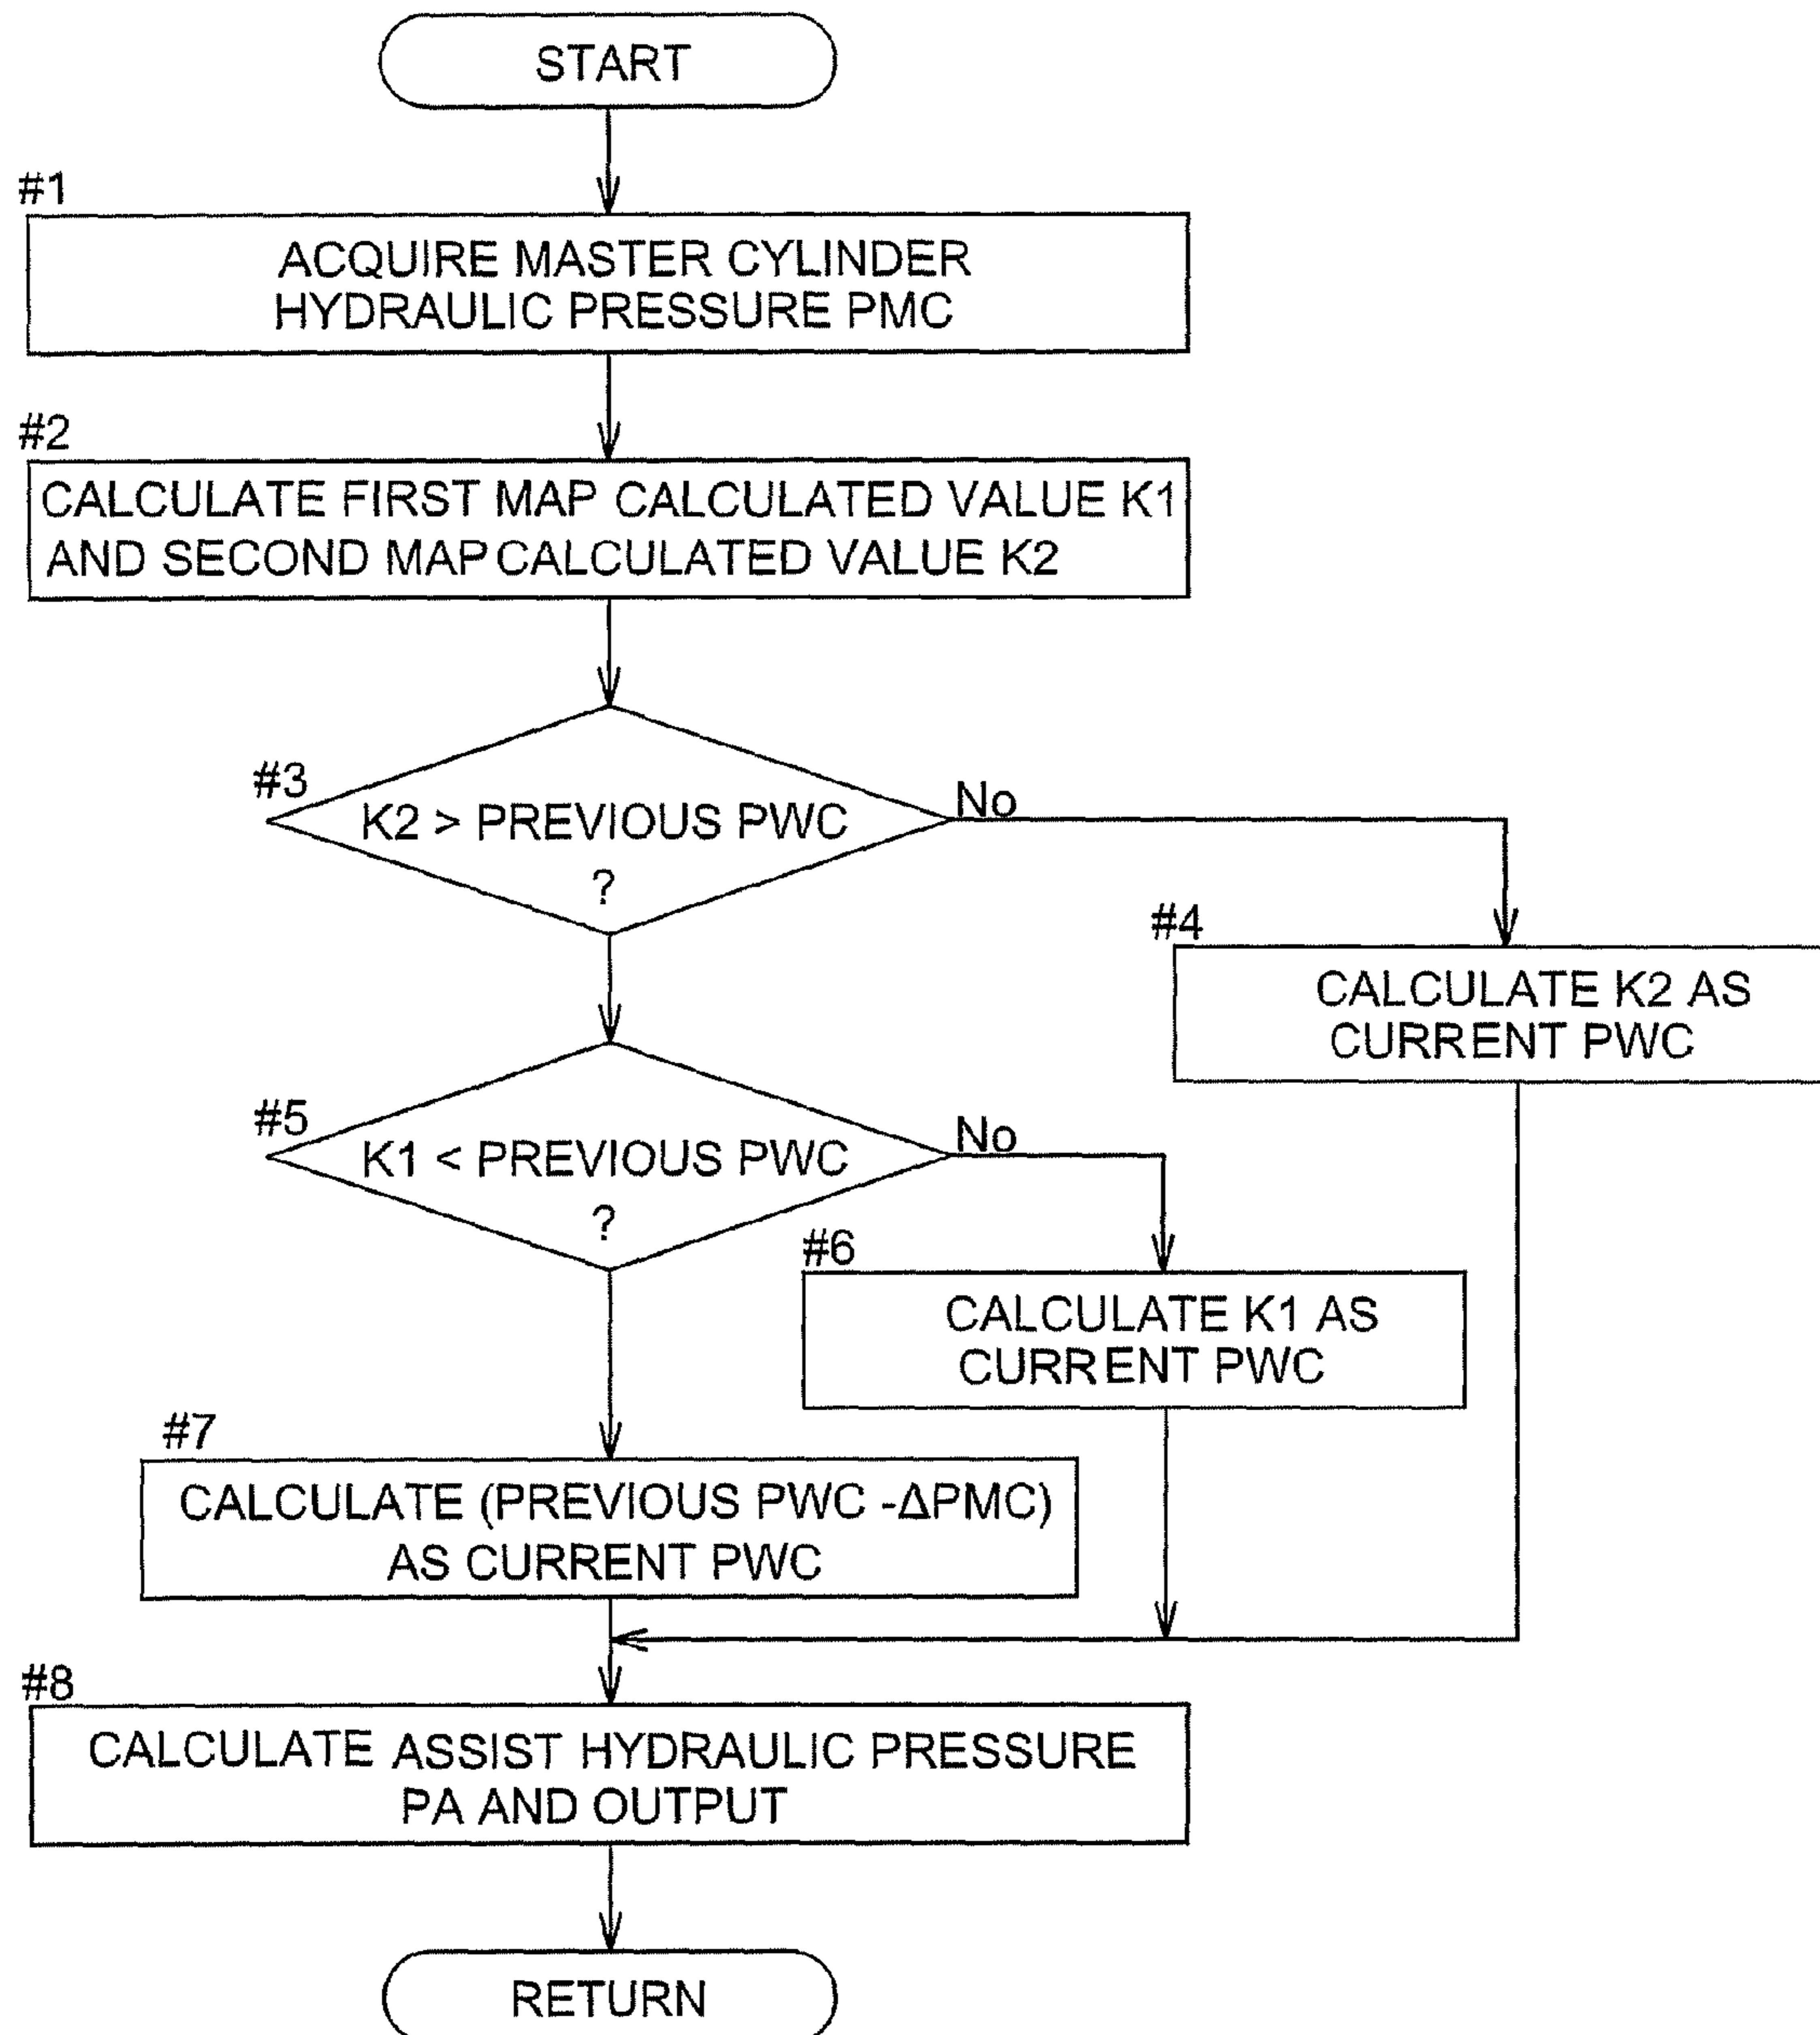 START
#1
ACQUIRE MASTER CYLINDER
HYDRAULIC PRESSURE PMC
#2
CALCULATE FIRST MAP CALCULATED VALUE K1
AND SECOND MAP CALCULATED VALUE K2
#3
K2 > PREVIOUS PWC
?
No
#4
CALCULATE K2 AS
CURRENT PWC
#5
K1 < PREVIOUS PWC
?
No
#6
CALCULATE K1 AS
CURRENT PWC
#7
CALCULATE (PREVIOUS PWC -ΔPMC)
AS CURRENT PWC
#8
CALCULATE ASSIST HYDRAULIC PRESSURE
PA AND OUTPUT
RETURN